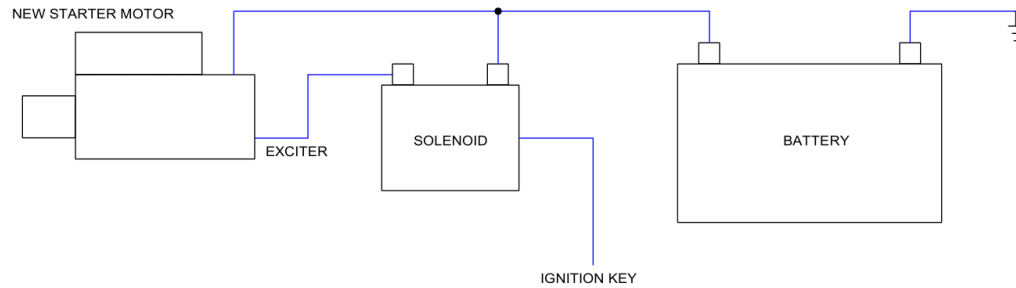 NEW STARTER MOTOR
EXCITER
SOLENOID
BATTERY
IGNITION KEY